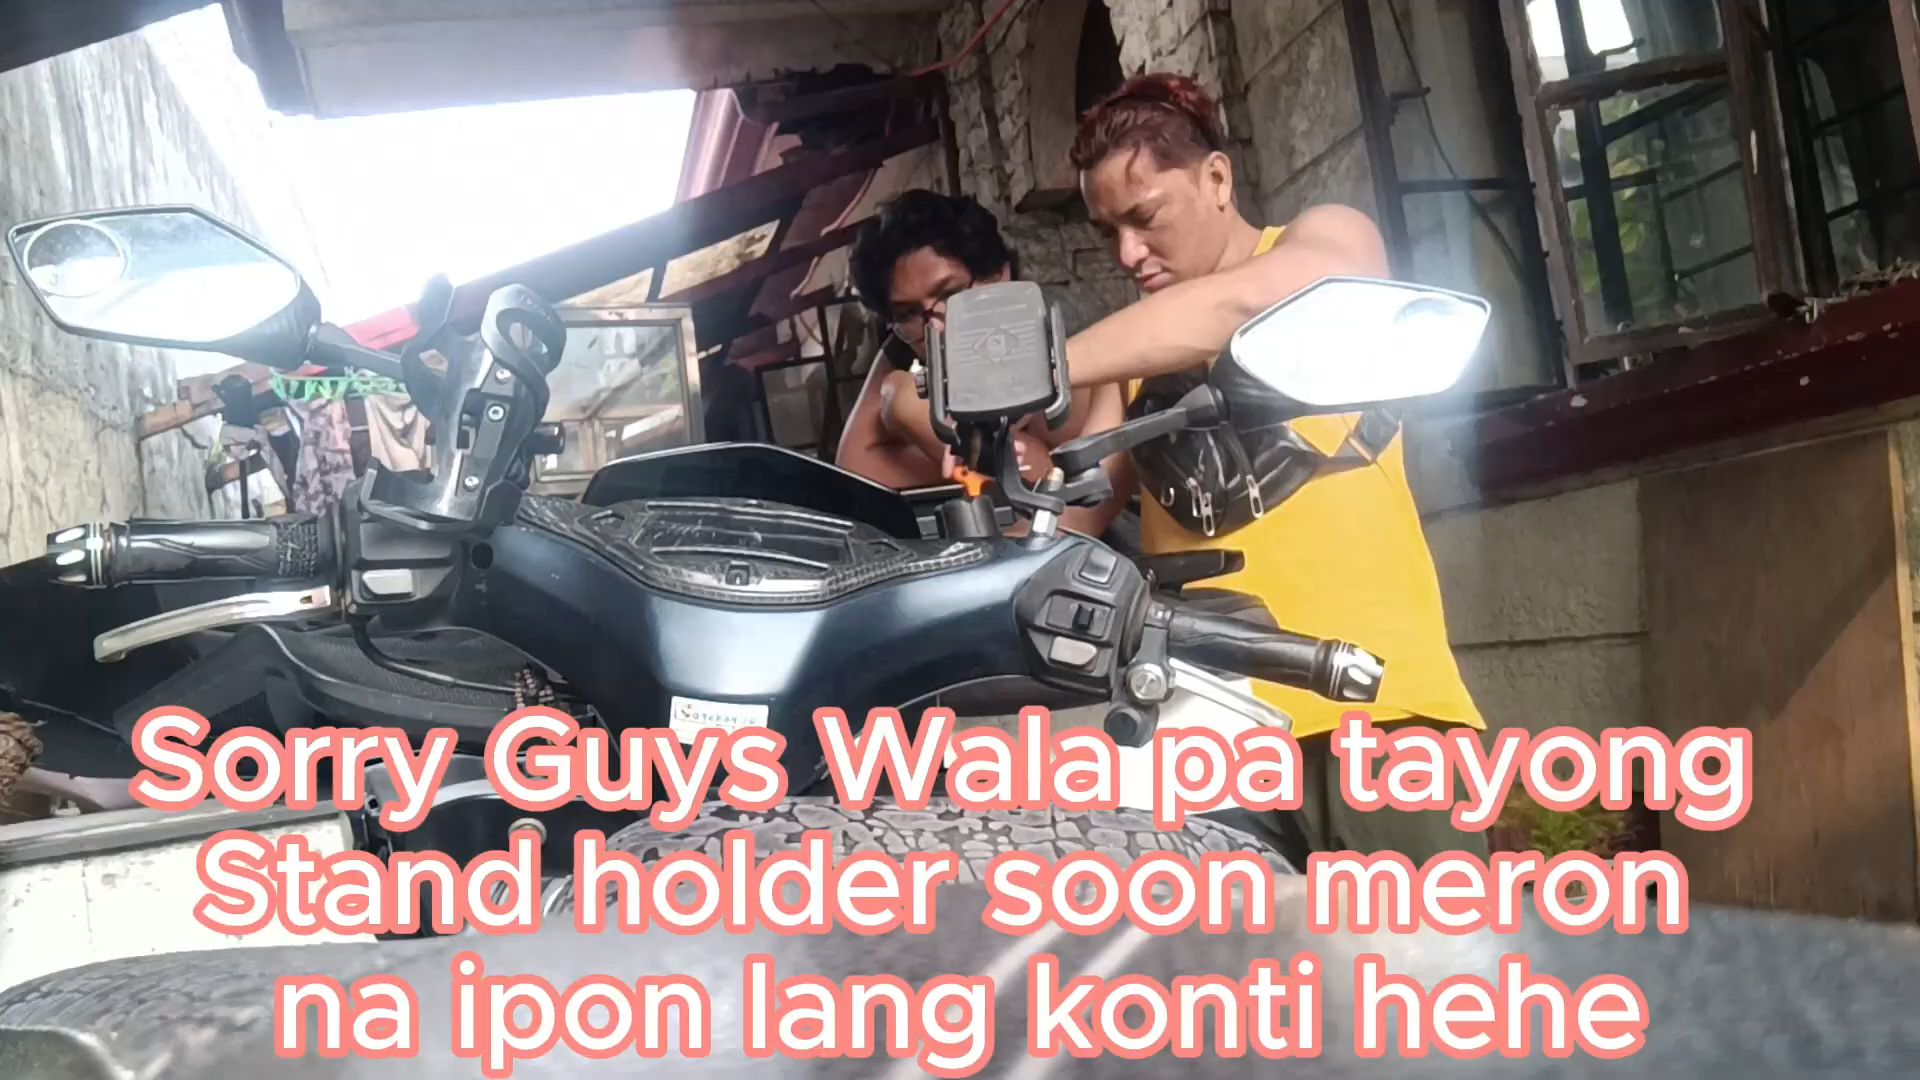 Sorry Guys Wala pa tayong
Stand holder soon meron
na ipon lang konti hehe